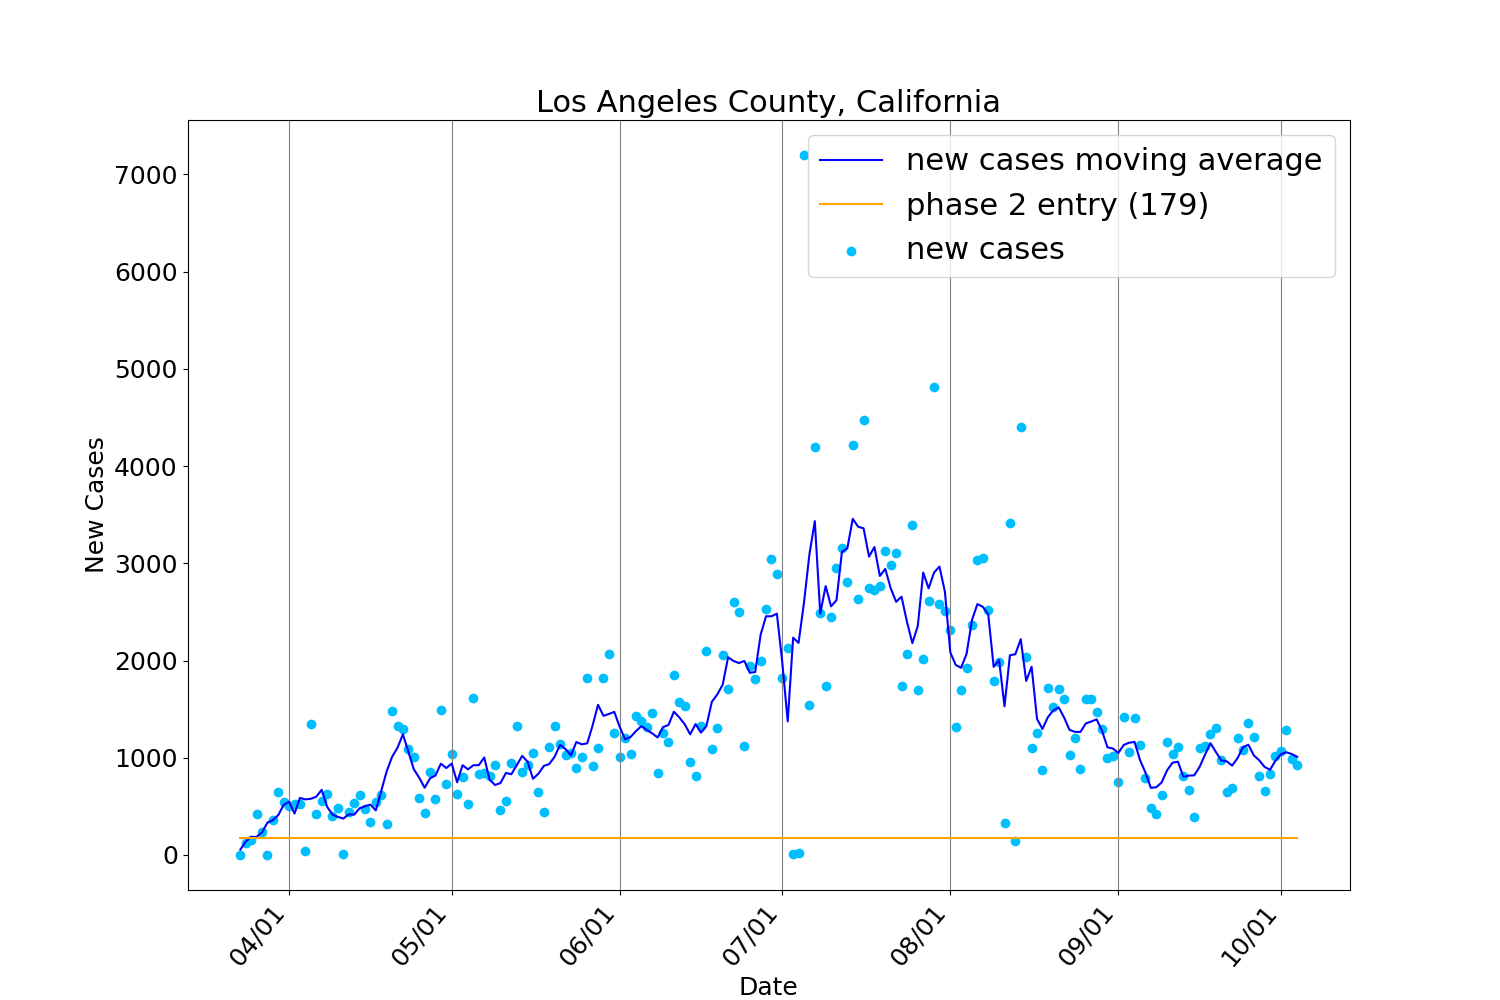 Los Angeles County, California
new cases moving average
phase 2 entry (179)
new cases
7000
6000
5000
4000
3000
2000
1000
0
New Cases
04/01
05/01
06/01
07/01
08/01
09/01
10/01
Date